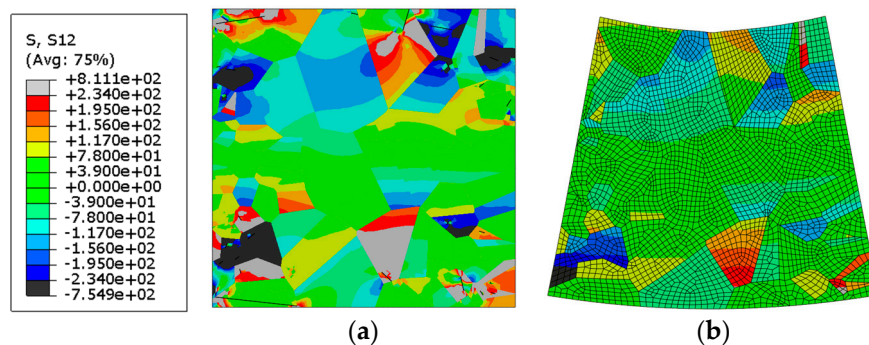 S, S12
(Avg: 75%)
+8.111e+02
+2.340e+02
+1.950e+02
+1.560e+02
+1.170e+02
+7.800e+01
+3.900e+01
+0.000e+00
-3.900e+01
-7.800e+01
-1.170e+02
-1.560e+02
-1.950e+02
-2.340e+02
-7.549e+02
(a) (b)